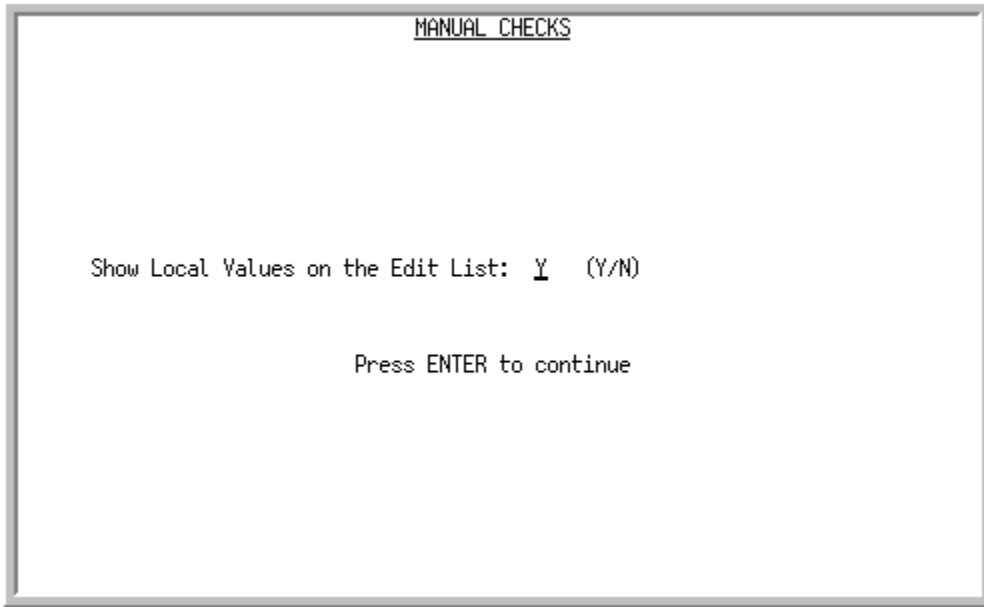 MANUAL CHECKS
Show Local Values on the Edit List: Y (Y/N)
Press ENTER to continue